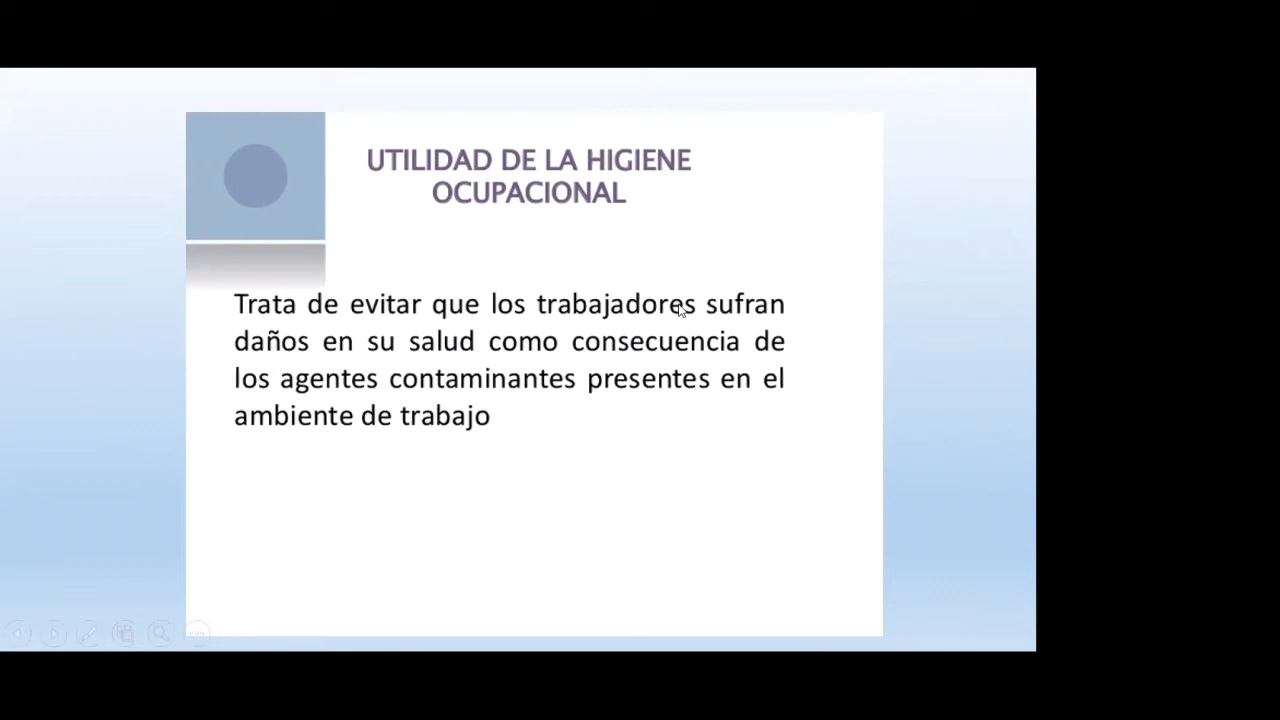 UTILIDAD DE LA HIGIENE
OCUPACIONAL
Trata de evitar que los trabajadores sufran
daños en su salud como consecuencia de
los agentes contaminantes presentes en el
ambiente de trabajo